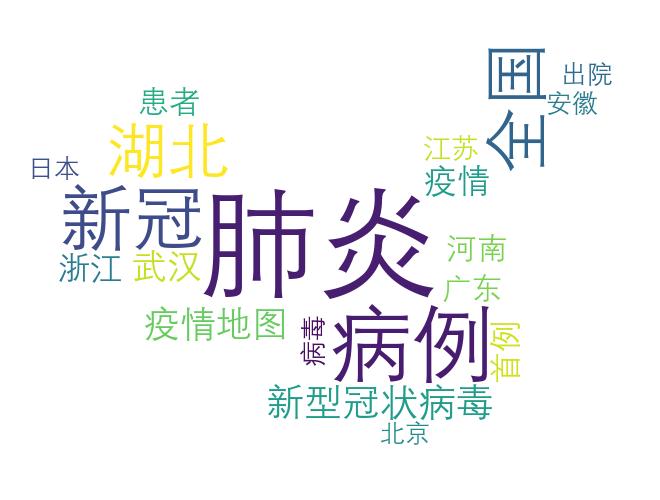 全国
出院
安徽
患者
湖北
江苏
日本
疫情
新冠
肺炎
浙江
武汉
河南
广东
疫情地图
病毒
病例
首例
新型冠状病毒
北京